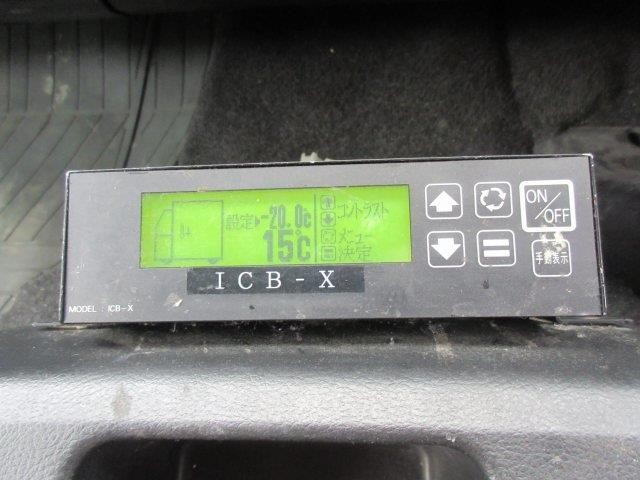 設定▶-20.0c
15℃
コントラスト
メニュー
決定
ON/OFF
手動表示
ICB-X
MODEL : ICB-X